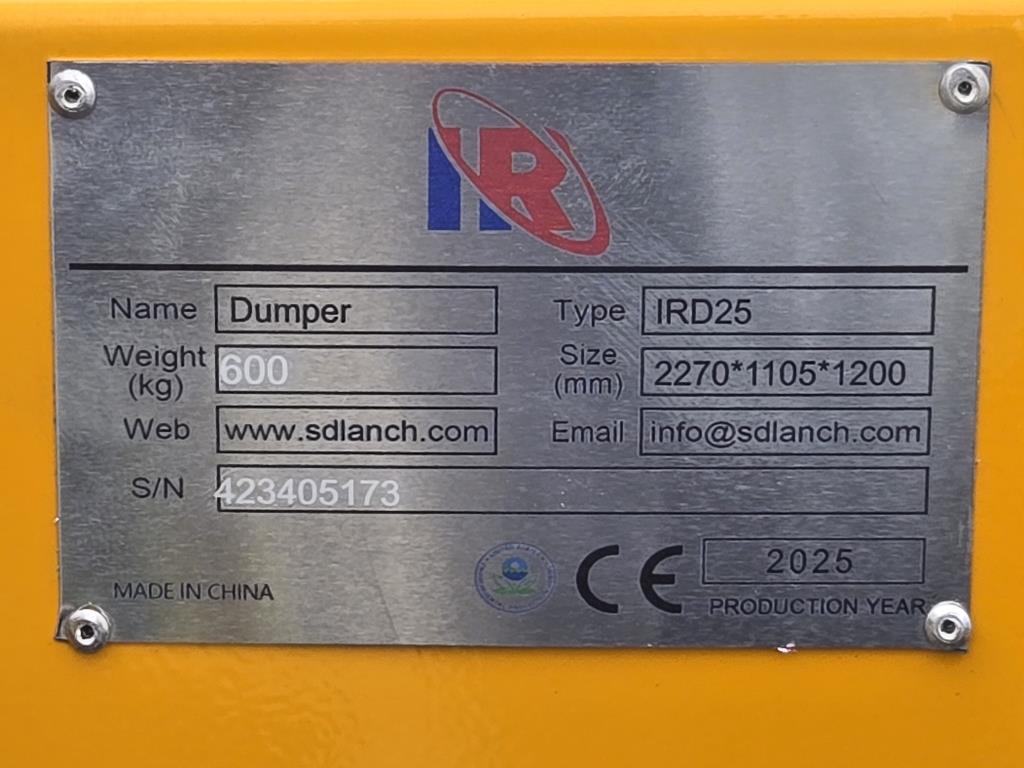 IR
Name Dumper Type IRD25
Weight (kg) 600 Size (mm) 2270*1105*1200
Web www.sdlanch.com Email info@sdlanch.com
S/N 423405173
MADE IN CHINA CE 2025
PRODUCTION YEAR